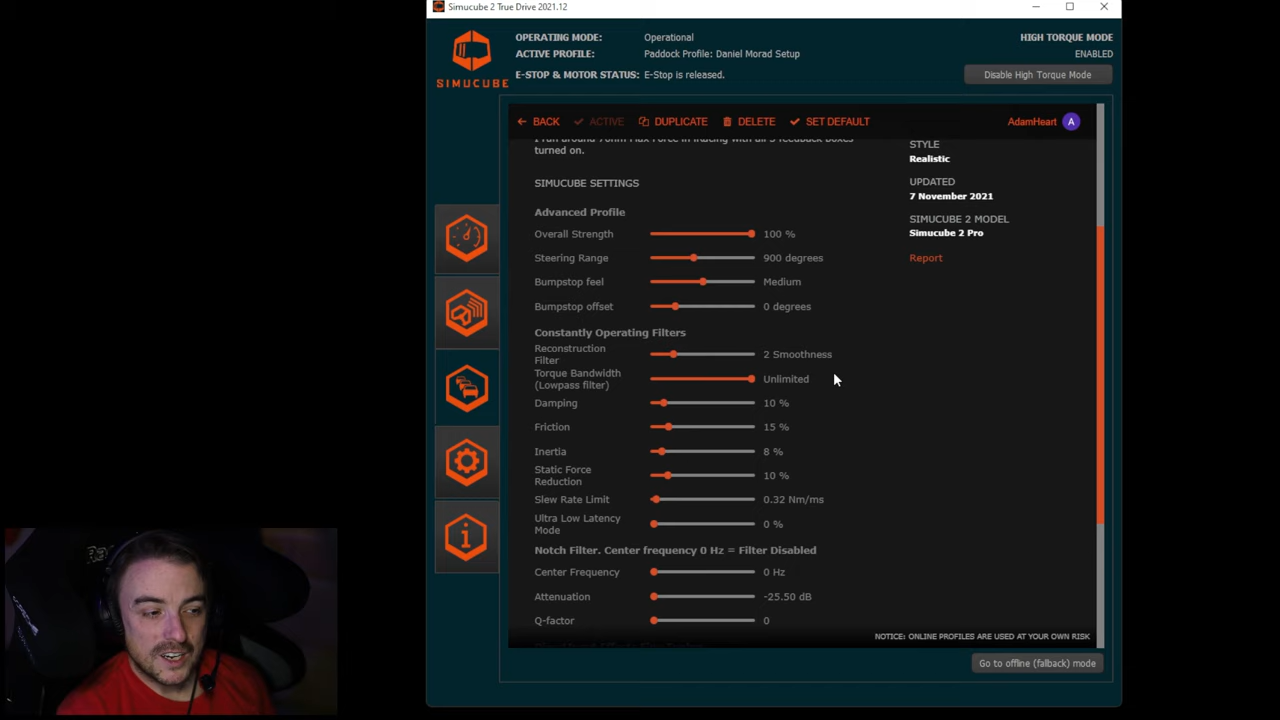 Simucube 2 True Drive 2021.12
OPERATING MODE: Operational
ACTIVE PROFILE: Paddock Profile: Daniel Morad Setup
E-STOP & MOTOR STATUS: E-Stop is released.
HIGH TORQUE MODE
ENABLED
Disable High Torque Mode
SIMUCUBE
BACK ACTIVE DUPLICATE DELETE SET DEFAULT AdamHeart A
turned on.
STYLE
Realistic
UPDATED
7 November 2021
SIMUCUBE 2 MODEL
Simucube 2 Pro
Report
SIMUCUBE SETTINGS
Advanced Profile
Overall Strength 100 %
Steering Range 900 degrees
Bumpstop feel Medium
Bumpstop offset 0 degrees
Constantly Operating Filters
Reconstruction
Filter 2 Smoothness
Torque Bandwidth
(Lowpass filter) Unlimited
Damping 10 %
Friction 15 %
Inertia 8 %
Static Force
Reduction 10 %
Slew Rate Limit 0.32 Nm/ms
Ultra Low Latency
Mode 0 %
Notch Filter. Center frequency 0 Hz = Filter Disabled
Center Frequency 0 Hz
Attenuation -25.50 dB
Q-factor 0
NOTICE: ONLINE PROFILES ARE USED AT YOUR OWN RISK
Go to offline (fallback) mode